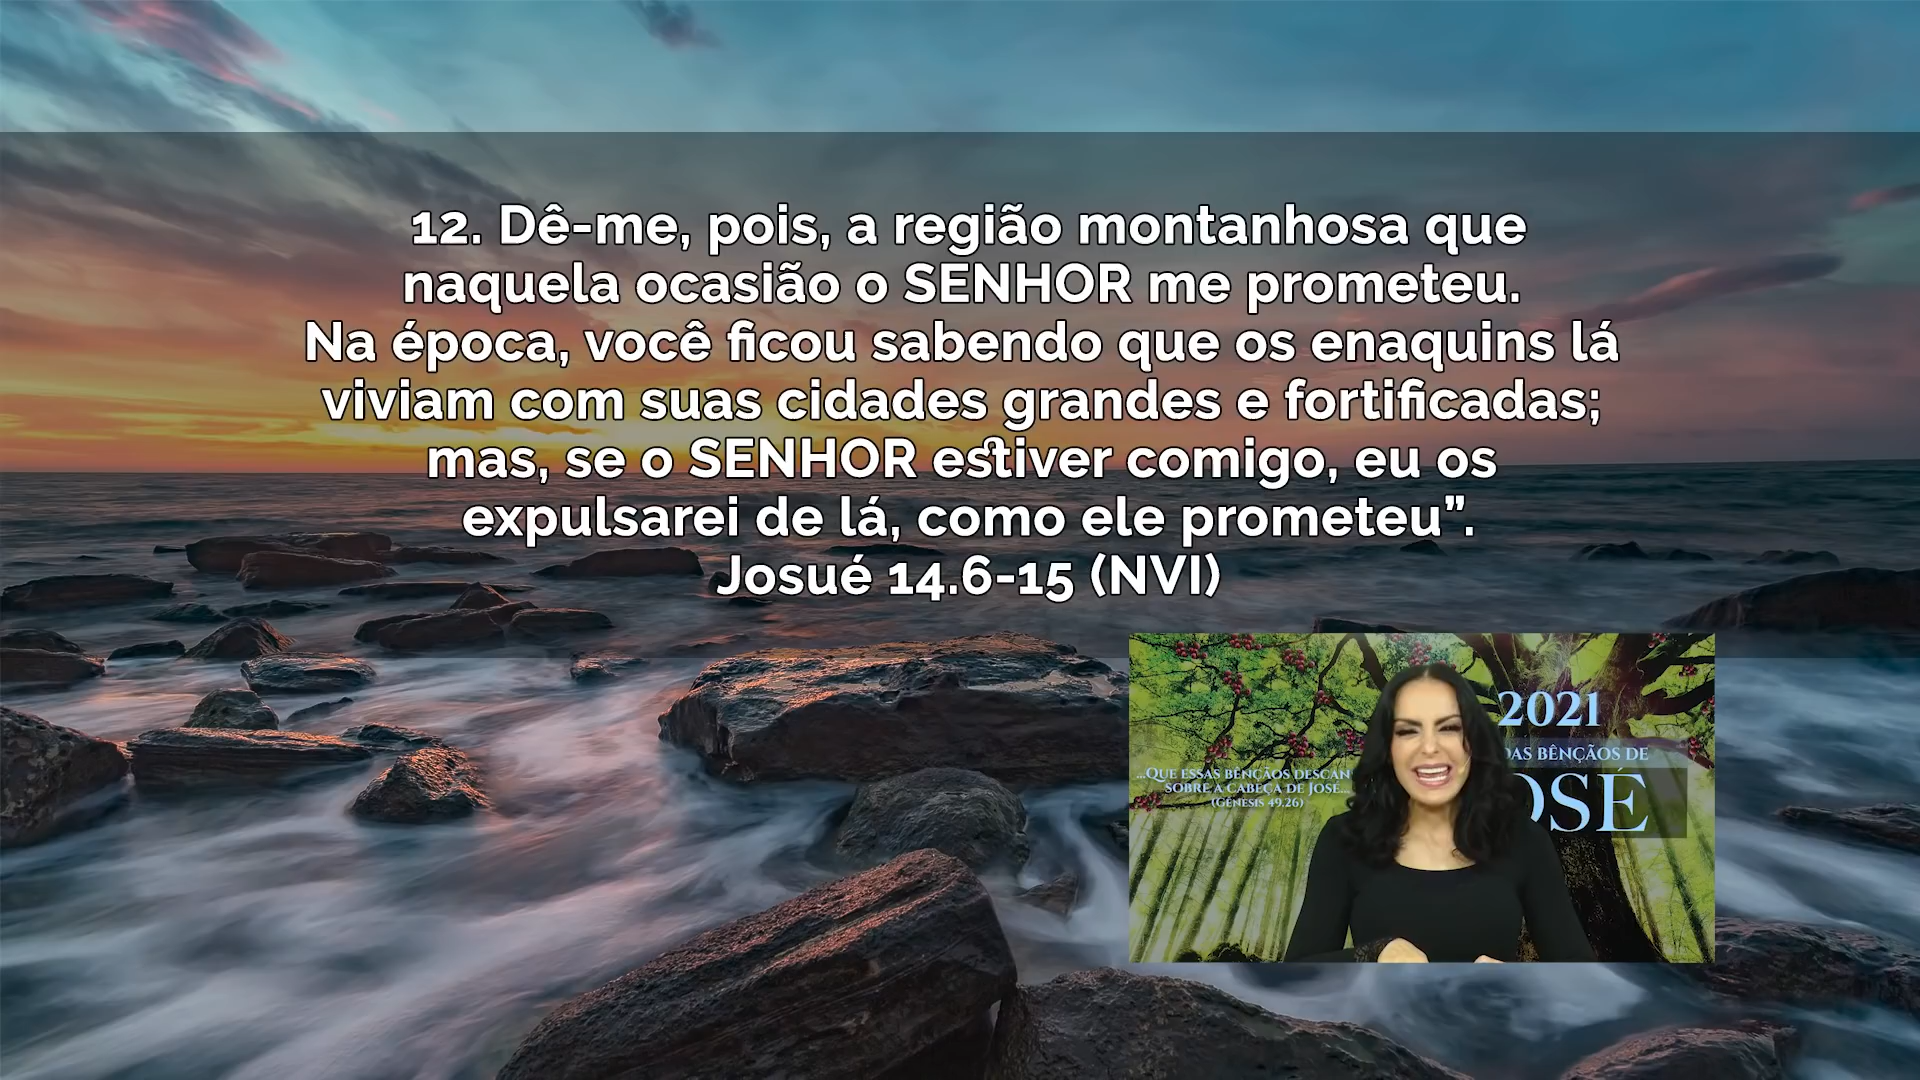 12. Dê-me, pois, a região montanhosa que
naquela ocasião o SENHOR me prometeu.
Na época, você ficou sabendo que os enaquins lá
viviam com suas cidades grandes e fortificadas;
mas, se o SENHOR estiver comigo, eu os
expulsarei de lá, como ele prometeu”.
Josué 14.6-15 (NVI)
2021
DAS BÊNÇÃOS DE
OSÉ
...QUE ESSAS BÊNÇÃOS DESCAN
SOBRE A CABEÇA DE JOSÉ...
(GÊNESIS 49,26)